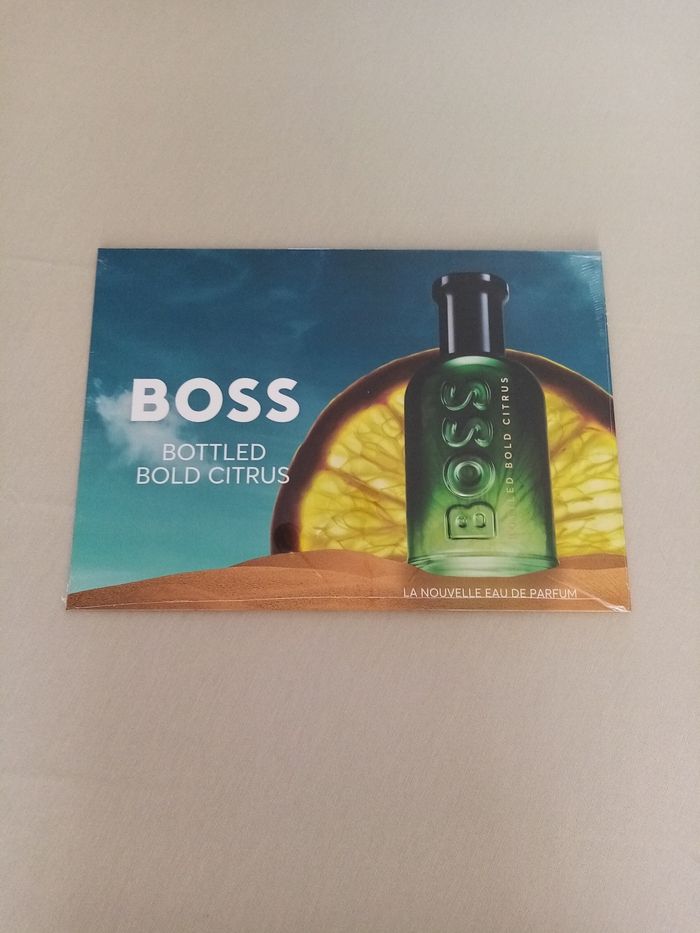 BOSS
BOTTLED
BOLD CITRUS
BOSS
BOTTLED BOLD CITRUS
LA NOUVELLE EAU DE PARFUM